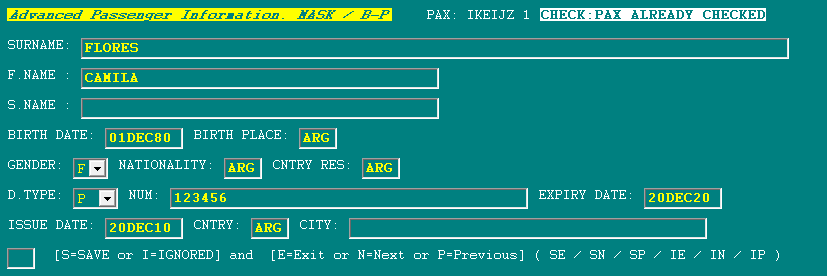 Advanced Passenger Information. MASK / B-P PAX: IKEIJZ 1 CHECK:PAX ALREADY CHECKED
SURNAME: FLORES
F.NAME : CAMILA
S.NAME :
BIRTH DATE: 01DEC80 BIRTH PLACE: ARG
GENDER: F NATIONALITY: ARG CNTRY RES: ARG
D.TYPE: P NUM: 123456 EXPIRY DATE: 20DEC20
ISSUE DATE: 20DEC10 CNTRY: ARG CITY:
[S=SAVE or I=IGNORED] and [E=Exit or N=Next or P=Previous] ( SE / SN / SP / IE / IN / IP )